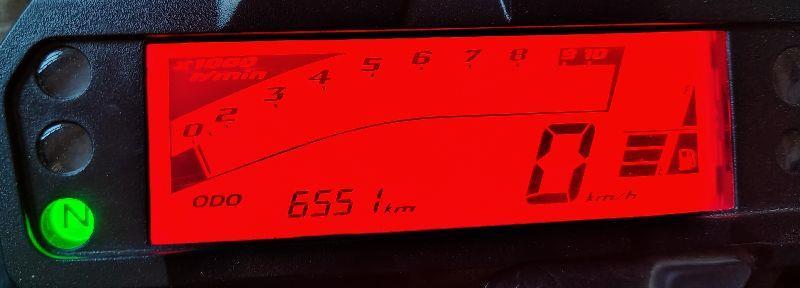 x1000
r/min
0 2 3 4 5 6 7 8 9 10
F
0 km/h
ODO 6551 km
N